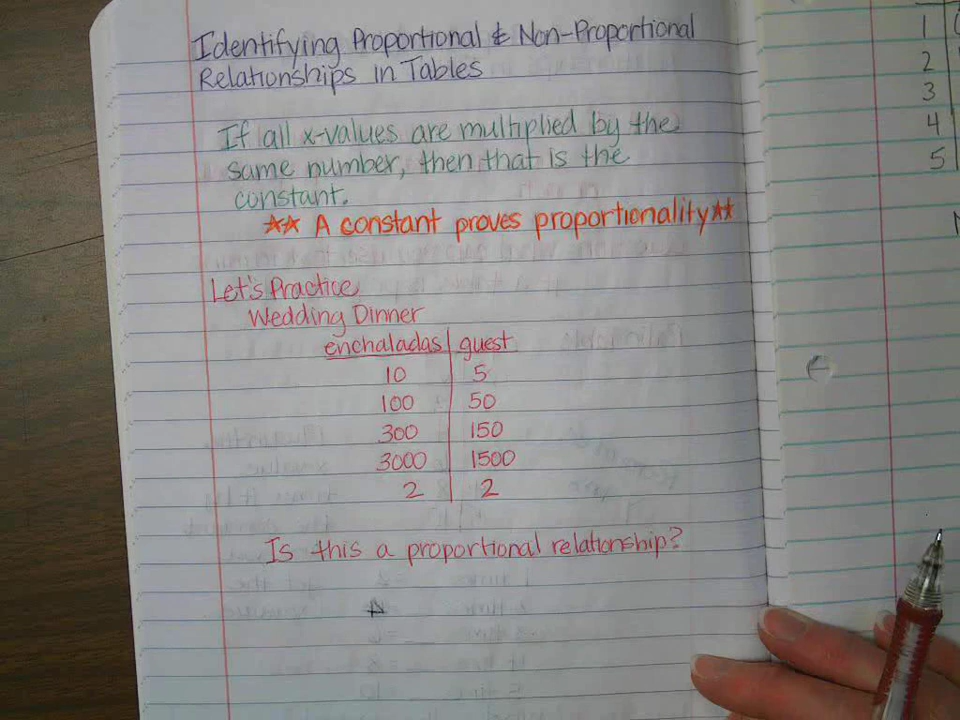 Identifying Proportional & Non-Proportional
Relationships in Tables
If all x-values are multiplied by the
same number, then that is the
constant.
** A constant proves proportionality**
Let's Practice
Wedding Dinner
enchaladas guest
10 5
100 50
300 150
3000 1500
2 2
Is this a proportional relationship?
1
2
3
4
5